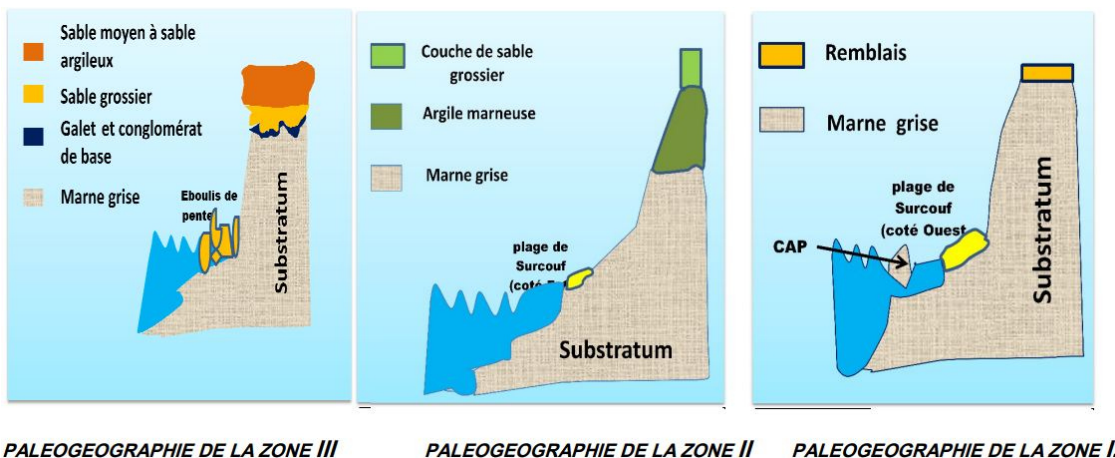 Sable moyen à sable
argileux
Sable grossier
Galet et conglomérat
de base
Marne grise
Eboulis de
pente
Substratum
PALEOGEOGRAPHIE DE LA ZONE III
Couche de sable
grossier
Argile marneuse
Marne grise
plage de
Surcouf
(coté
Substratum
PALEOGEOGRAPHIE DE LA ZONE II
Remblais
Marne grise
plage de
Surcouf
(coté Ouest
CAP
Substratum
PALEOGEOGRAPHIE DE LA ZONE I